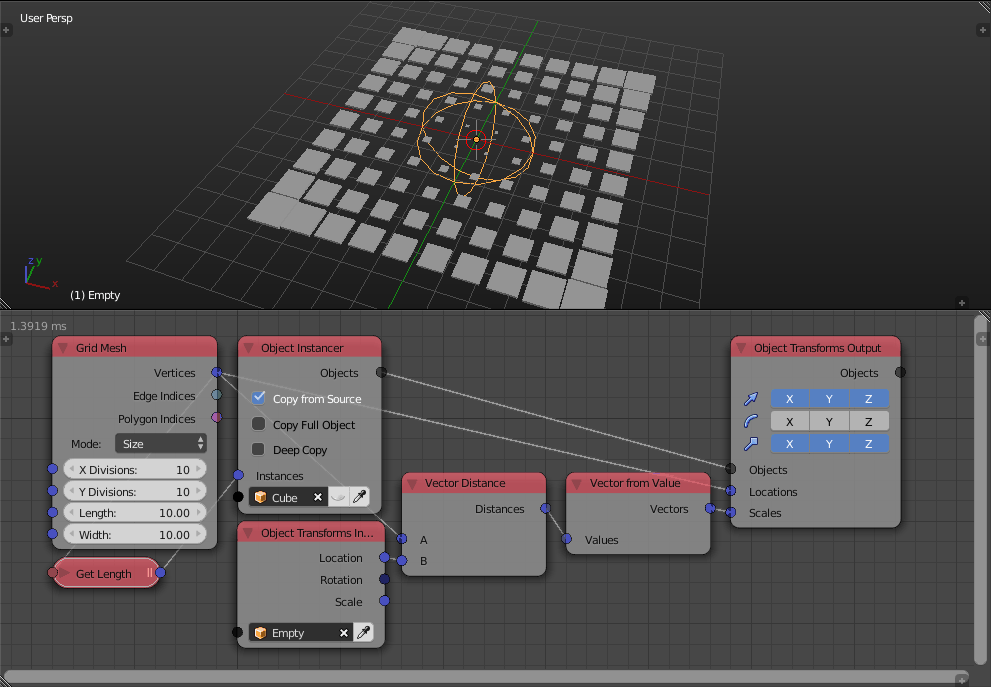 User Persp
z y
x
(1) Empty
1.3919 ms
Grid Mesh
Vertices
Edge Indices
Polygon Indices
Mode: Size
X Divisions: 10
Y Divisions: 10
Length: 10.00
Width: 10.00
Get Length
Object Instancer
Objects
Copy from Source
Copy Full Object
Deep Copy
Instances
Cube
Object Transforms In...
Location
Rotation
Scale
Empty
Vector Distance
Distances
A
B
Vector from Value
Vectors
Values
Object Transforms Output
Objects
X Y Z
X Y Z
X Y Z
Objects
Locations
Scales